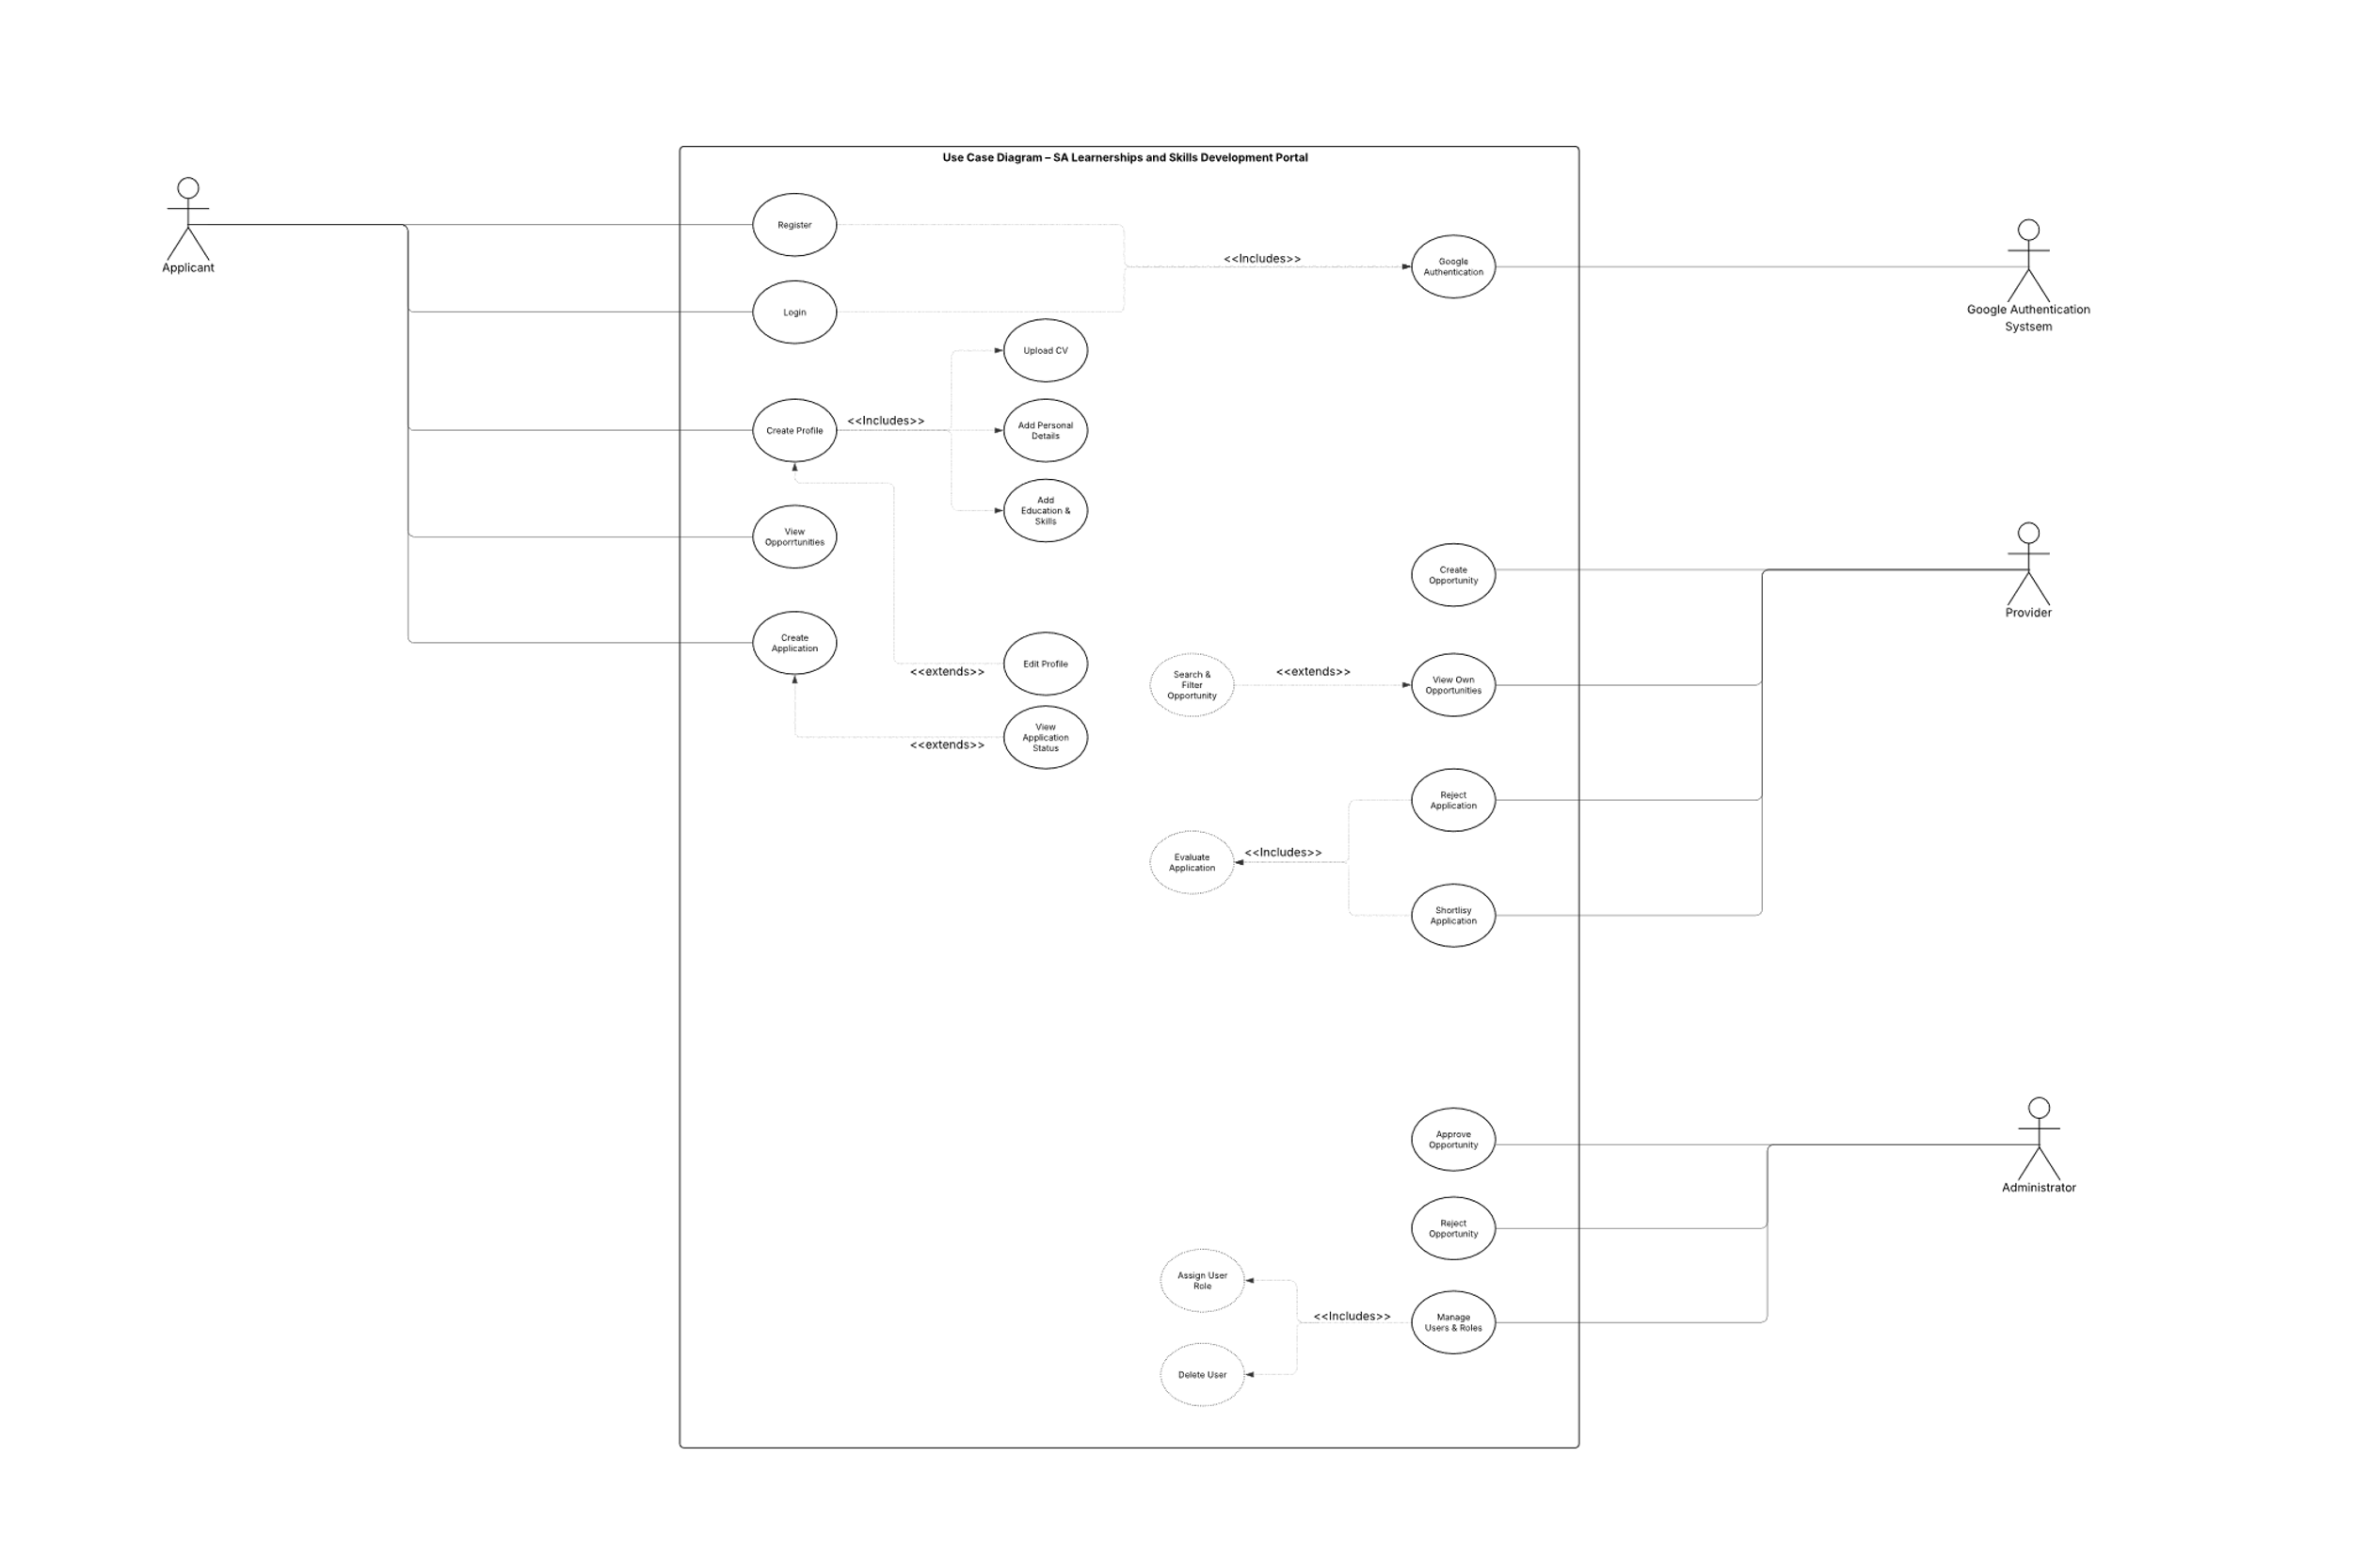 Use Case Diagram – SA Learnerships and Skills Development Portal
Applicant
Register
Login
Create Profile
View
Opporrtunities
Create
Application
<<Includes>>
Google
Authentication
Google Authentication
Systsem
<<Includes>>
Upload CV
Add Personal
Details
Add
Education &
Skills
Edit Profile
<<extends>>
View
Application
Status
<<extends>>
Create
Opportunity
Provider
Search &
Filter
Opportunity
<<extends>>
View Own
Opportunities
Reject
Application
Evaluate
Application
<<Includes>>
Shortlisy
Application
Approve
Opportunity
Administrator
Reject
Opportunity
Assign User
Role
<<Includes>>
Manage
Users & Roles
Delete User